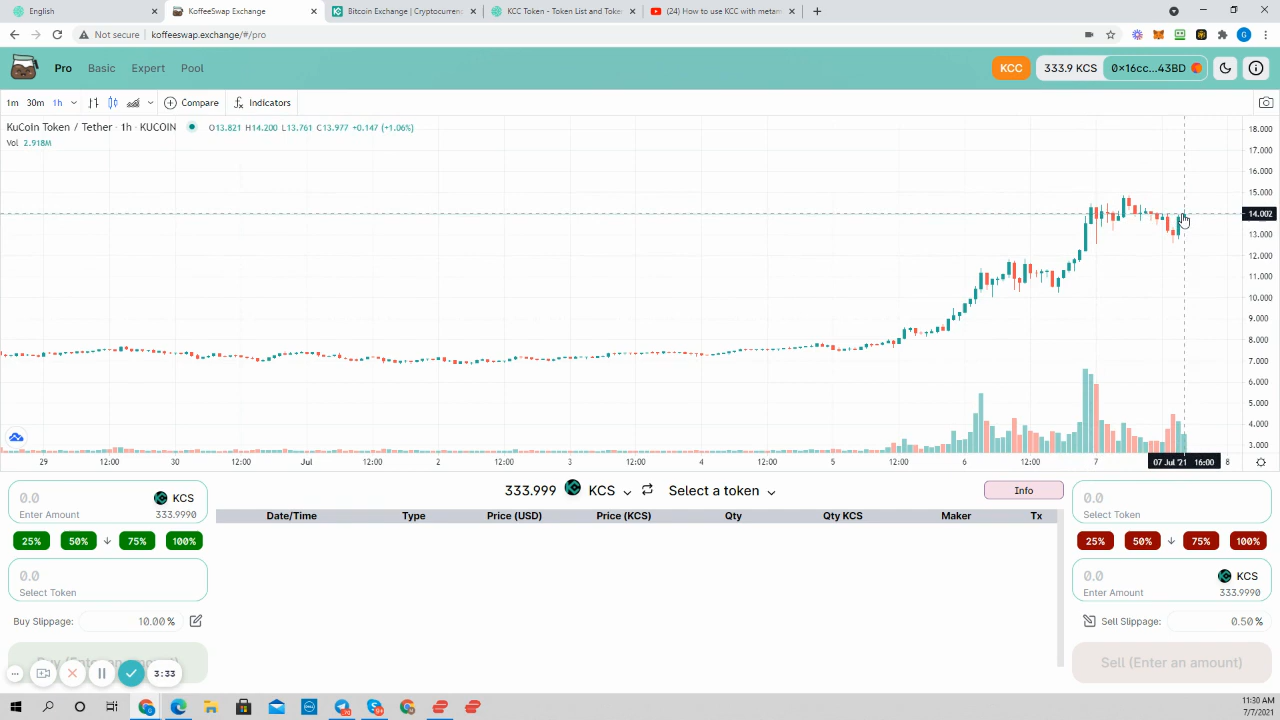 English
KoffeeSwap Exchange
Bitcoin Exchange | Cryptocurren
KCC Token - Token List and Token
(24) How to use KCC with metam
Not secure | koffeeswap.exchange/#/pro
Pro Basic Expert Pool
KCC 333.9 KCS 0×16cc...43BD
1m 30m 1h Compare Indicators
KuCoin Token / Tether · 1h · KUCOIN O13.821 H14.200 L13.761 C13.977 +0.147 (+1.06%)
Vol 2.918M
18.000
17.000
16.000
15.000
14.002
13.000
12.000
11.000
10.000
9.000
8.000
7.000
6.000
5.000
4.000
3.000
29 12:00 30 12:00 Jul 12:00 2 12:00 3 12:00 4 12:00 5 12:00 6 12:00 7 07 Jul '21 16:00 8
0.0 KCS
Enter Amount 333.9990
25% 50% 75% 100%
0.0
Select Token
Buy Slippage: 10.00 %
3:33
333.999 KCS Select a token Info
Date/Time Type Price (USD) Price (KCS) Qty Qty KCS Maker Tx
0.0
Select Token
25% 50% 75% 100%
0.0 KCS
Enter Amount 333.9990
Sell Slippage: 0.50 %
Sell (Enter an amount)
11:30 AM
7/7/2021